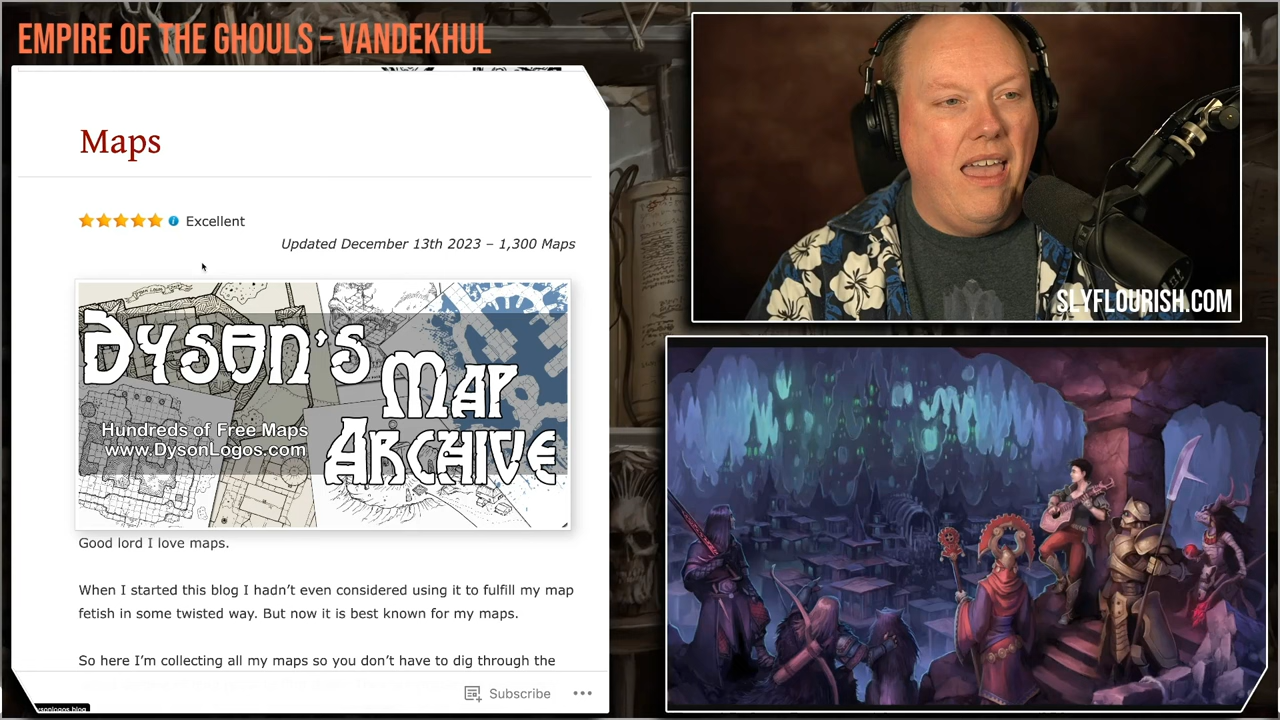 EMPIRE OF THE GHOULS – VANDEKHUL
Maps
Excellent
Updated December 13th 2023 – 1,300 Maps
DYSON'S
MAP
ARCHIVE
Hundreds of Free Maps
www.DysonLogos.com
Good lord I love maps.
When I started this blog I hadn't even considered using it to fulfill my map
fetish in some twisted way. But now it is best known for my maps.
So here I'm collecting all my maps so you don't have to dig through the
Subscribe
SLYFLOURISH.COM